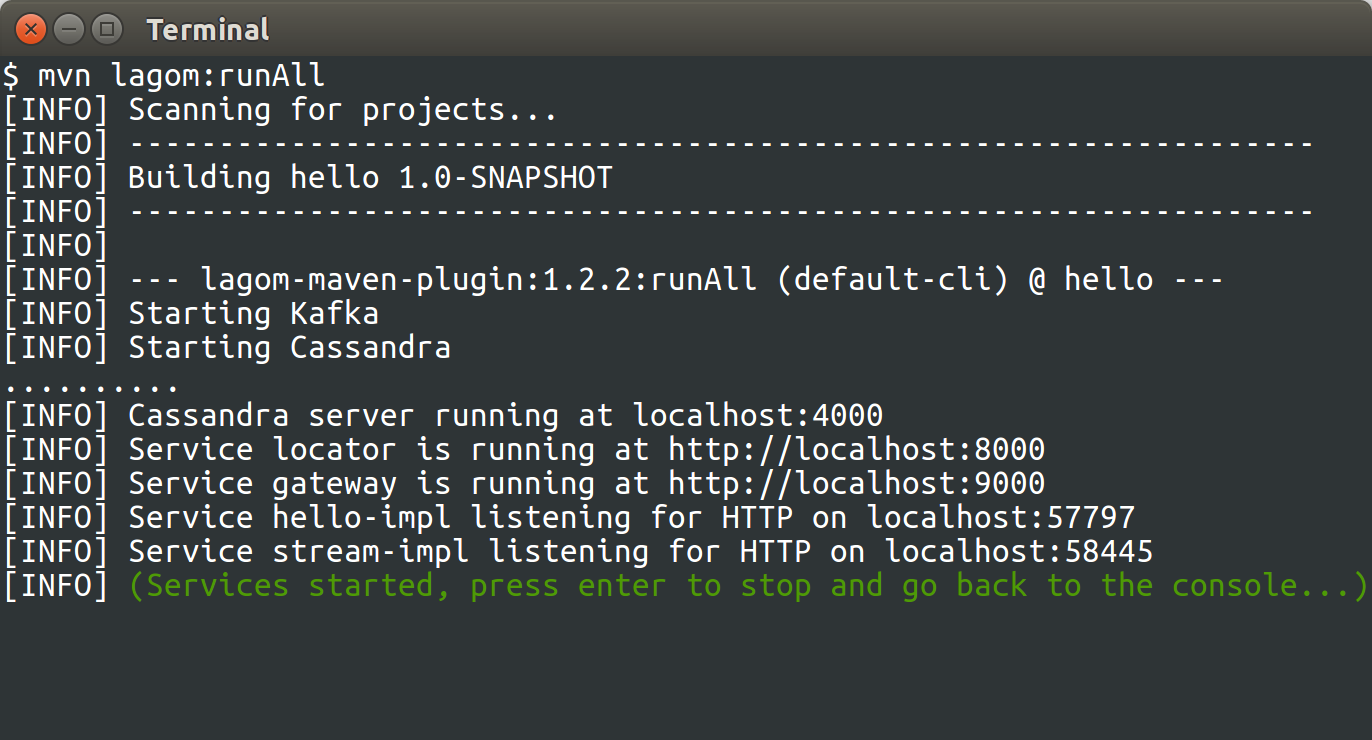 Terminal
$ mvn lagom:runAll
[INFO] Scanning for projects...
[INFO] ------------------------------------------------------------------
[INFO] Building hello 1.0-SNAPSHOT
[INFO] ------------------------------------------------------------------
[INFO]
[INFO] --- lagom-maven-plugin:1.2.2:runAll (default-cli) @ hello ---
[INFO] Starting Kafka
[INFO] Starting Cassandra
..........
[INFO] Cassandra server running at localhost:4000
[INFO] Service locator is running at http://localhost:8000
[INFO] Service gateway is running at http://localhost:9000
[INFO] Service hello-impl listening for HTTP on localhost:57797
[INFO] Service stream-impl listening for HTTP on localhost:58445
[INFO] (Services started, press enter to stop and go back to the console...)